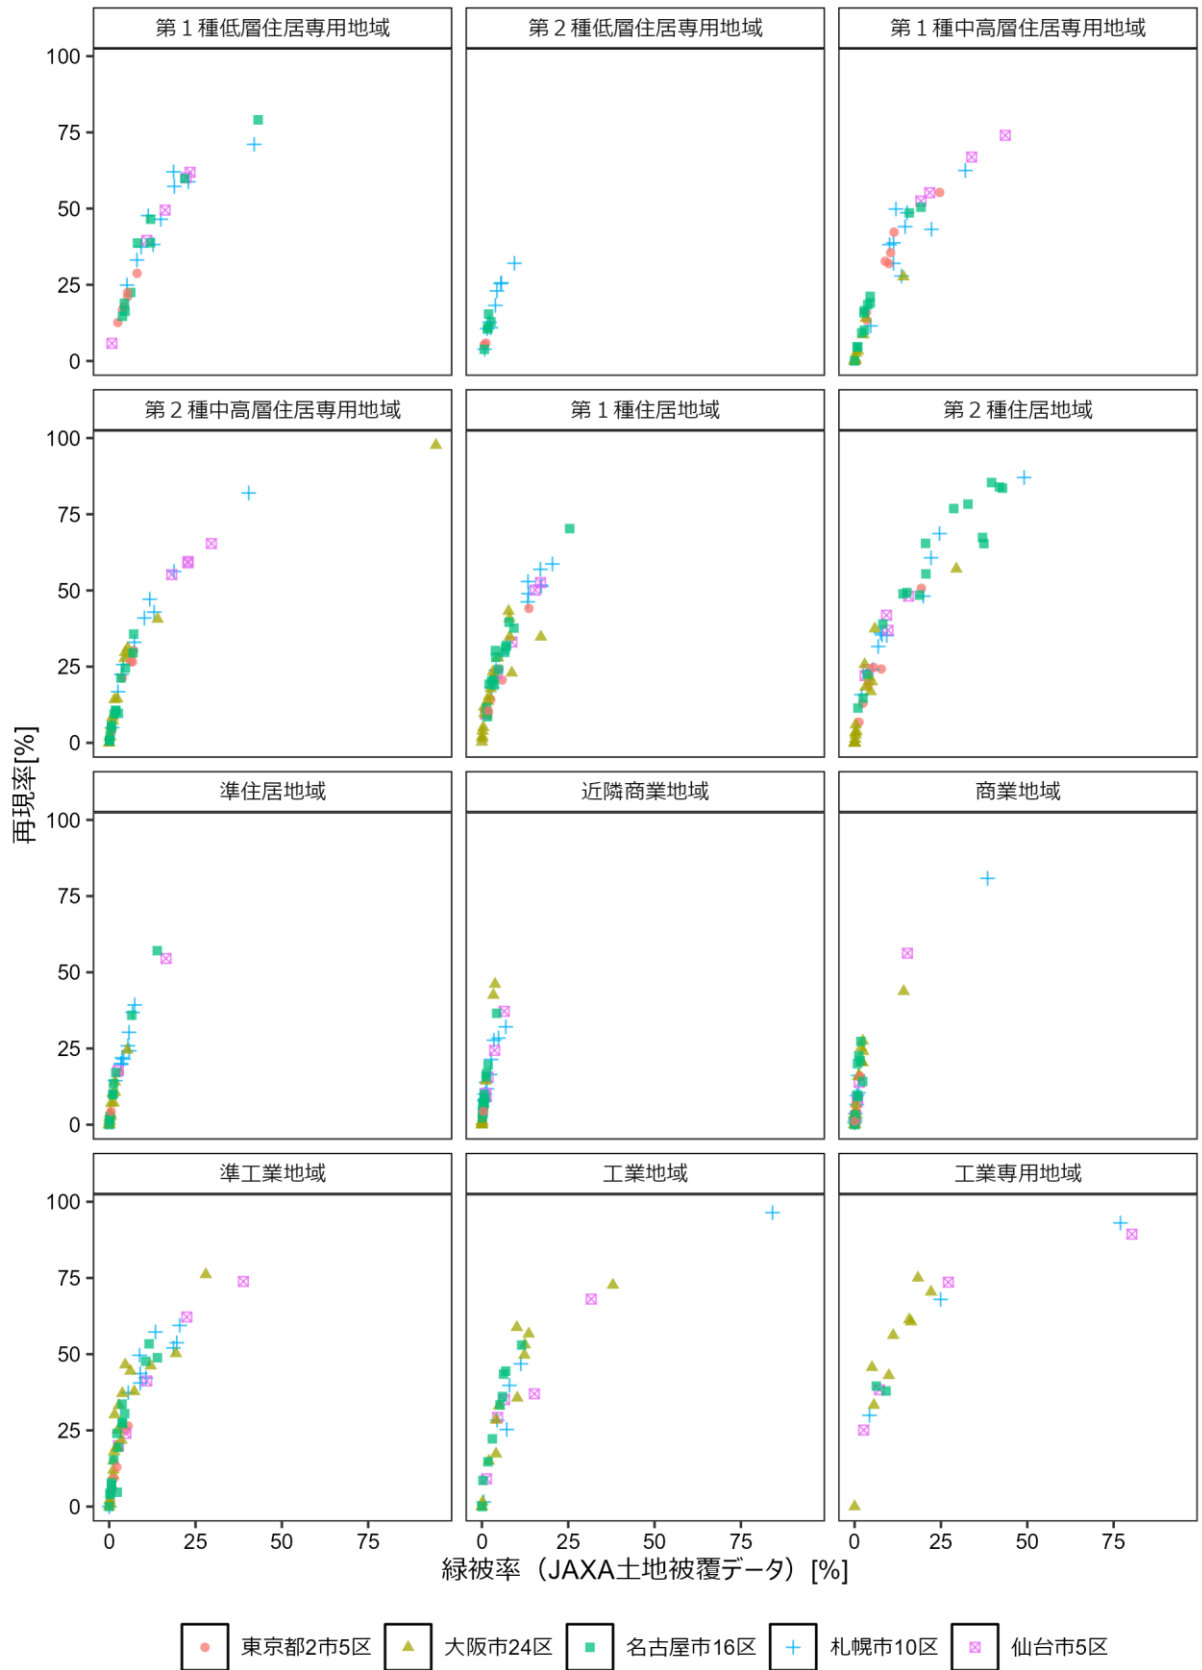 第１種低層住居専用地域
第２種低層住居専用地域
第１種中高層住居専用地域
100
75
50
25
0
第２種中高層住居専用地域
第１種住居地域
第２種住居地域
100
75
50
25
0
再現率[%]
準住居地域
近隣商業地域
商業地域
100
75
50
25
0
準工業地域
工業地域
工業専用地域
100
75
50
25
0
0 25 50 75
0 25 50 75
0 25 50 75
緑被率（JAXA土地被覆データ）[%]
東京都2市5区 大阪市24区 名古屋市16区 札幌市10区 仙台市5区